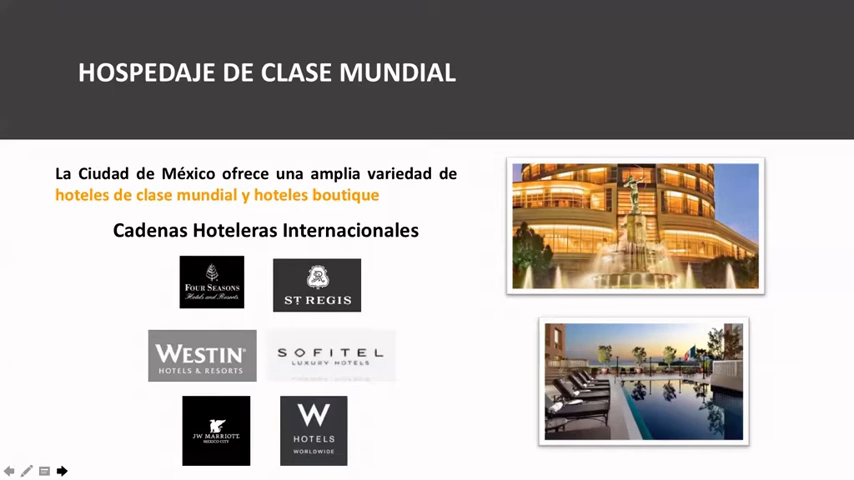 HOSPEDAJE DE CLASE MUNDIAL
La Ciudad de México ofrece una amplia variedad de
hoteles de clase mundial y hoteles boutique
Cadenas Hoteleras Internacionales
FOUR SEASONS
Hotels and Resorts
ST REGIS
WESTIN®
HOTELS & RESORTS
SOFITEL
LUXURY HOTELS
JW MARRIOTT
MEXICO CITY
W
HOTELS
WORLDWIDE